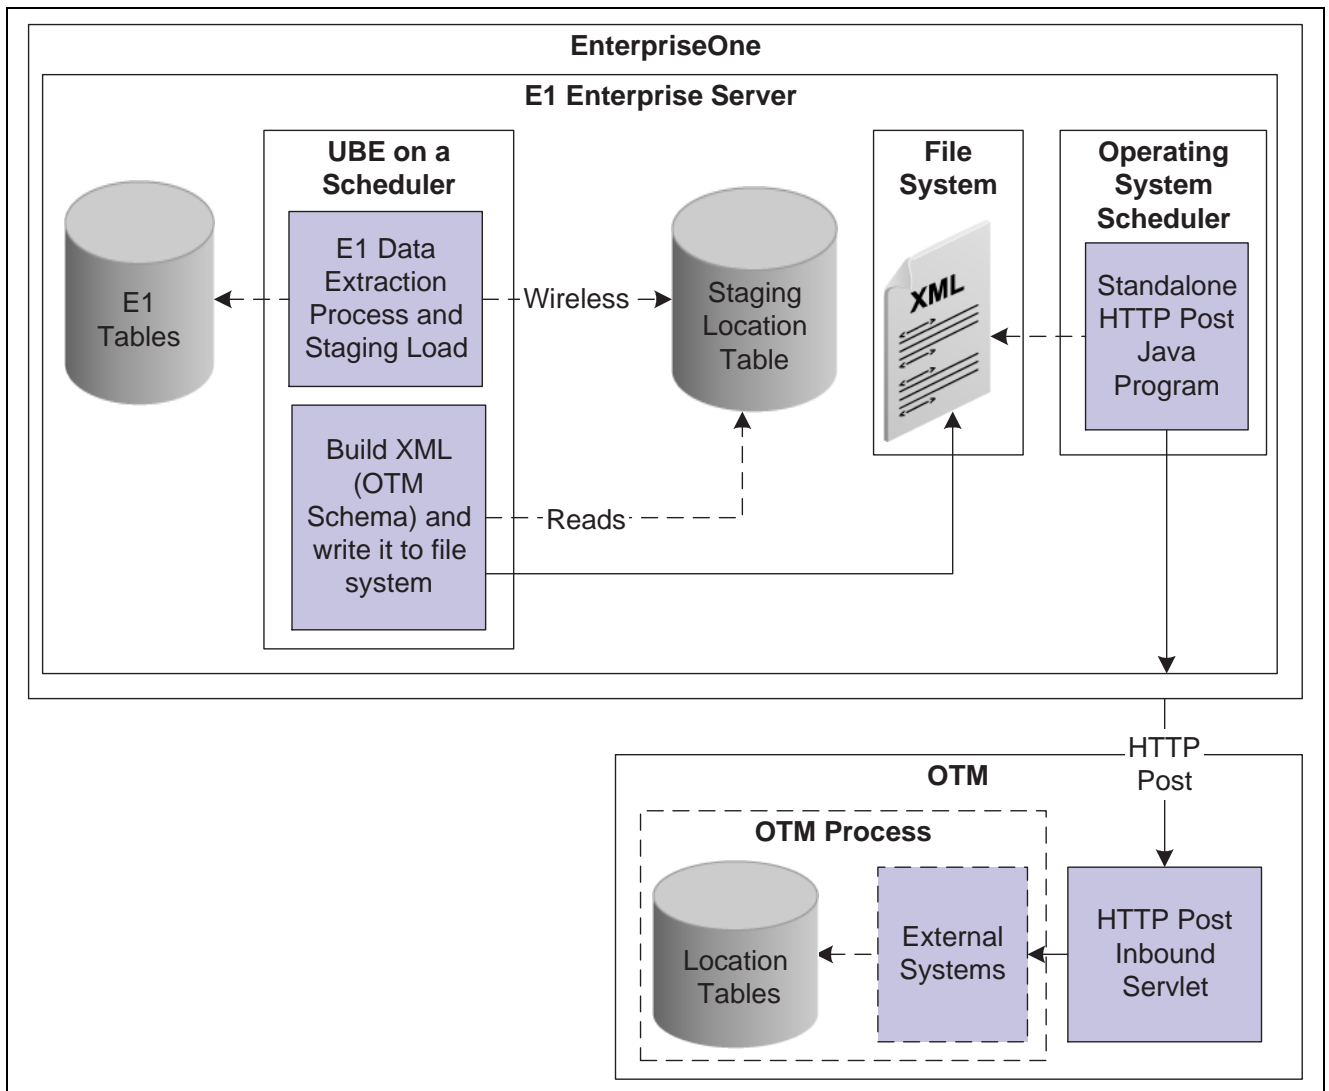 EnterpriseOne
E1 Enterprise Server
UBE on a
Scheduler
File
System
Operating
System
Scheduler
E1
Tables
E1 Data
Extraction
Process and
Staging Load
Wireless
Staging
Location
Table
XML
Standalone
HTTP Post
Java
Program
Build XML
(OTM
Schema) and
write it to file
system
Reads
HTTP
Post
OTM
OTM Process
Location
Tables
External
Systems
HTTP Post
Inbound
Servlet